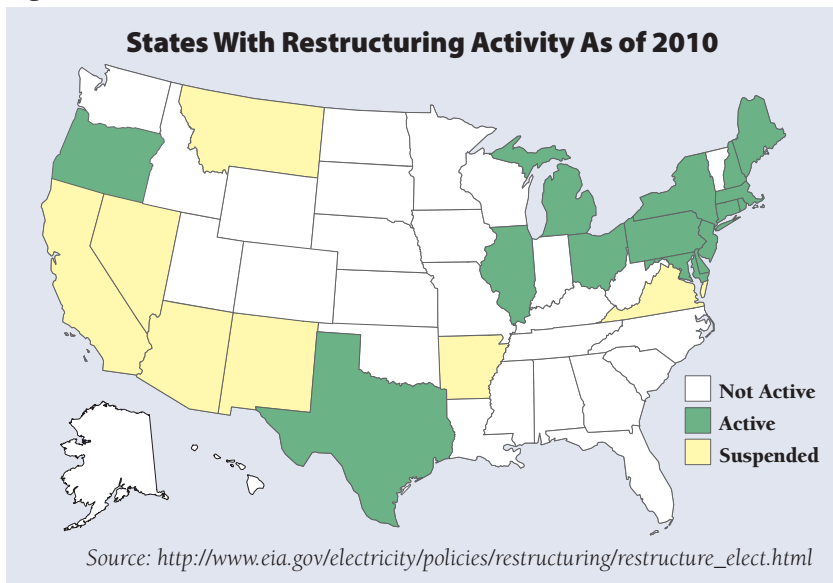 States With Restructuring Activity As of 2010
Not Active
Active
Suspended
Source: http://www.eia.gov/electricity/policies/restructuring/restructure_elect.html